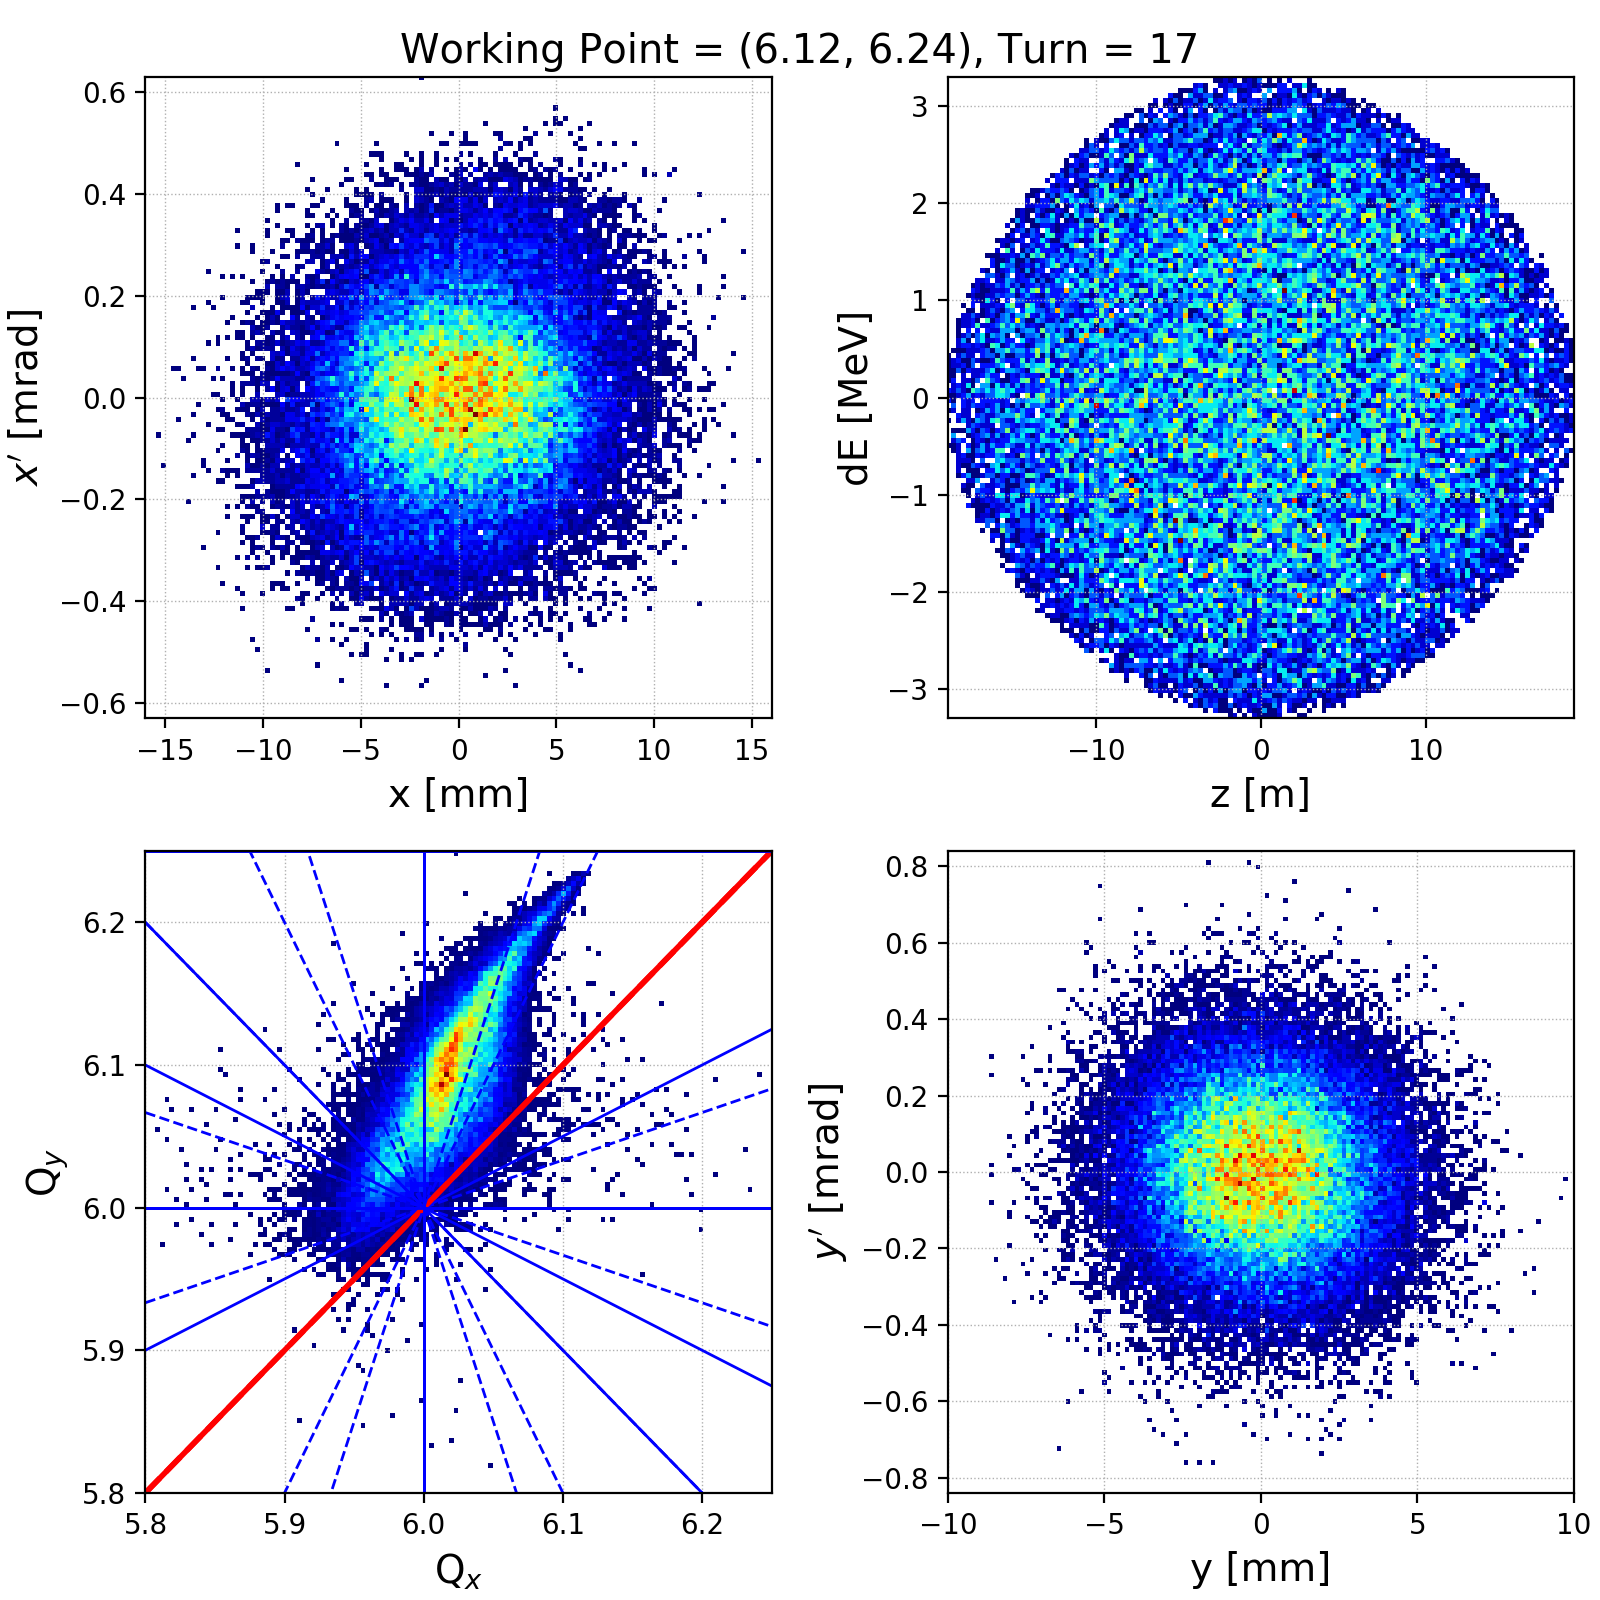 Working Point = (6.12, 6.24), Turn = 17
0.6
0.4
0.2
0.0
−0.2
−0.4
−0.6
x′ [mrad]
−15 −10 −5 0 5 10 15
x [mm]
3
2
1
0
−1
−2
−3
dE [MeV]
−10 0 10
z [m]
6.2
6.1
6.0
5.9
5.8
Qy
5.8 5.9 6.0 6.1 6.2
Qx
0.8
0.6
0.4
0.2
0.0
−0.2
−0.4
−0.6
−0.8
y′ [mrad]
−10 −5 0 5 10
y [mm]